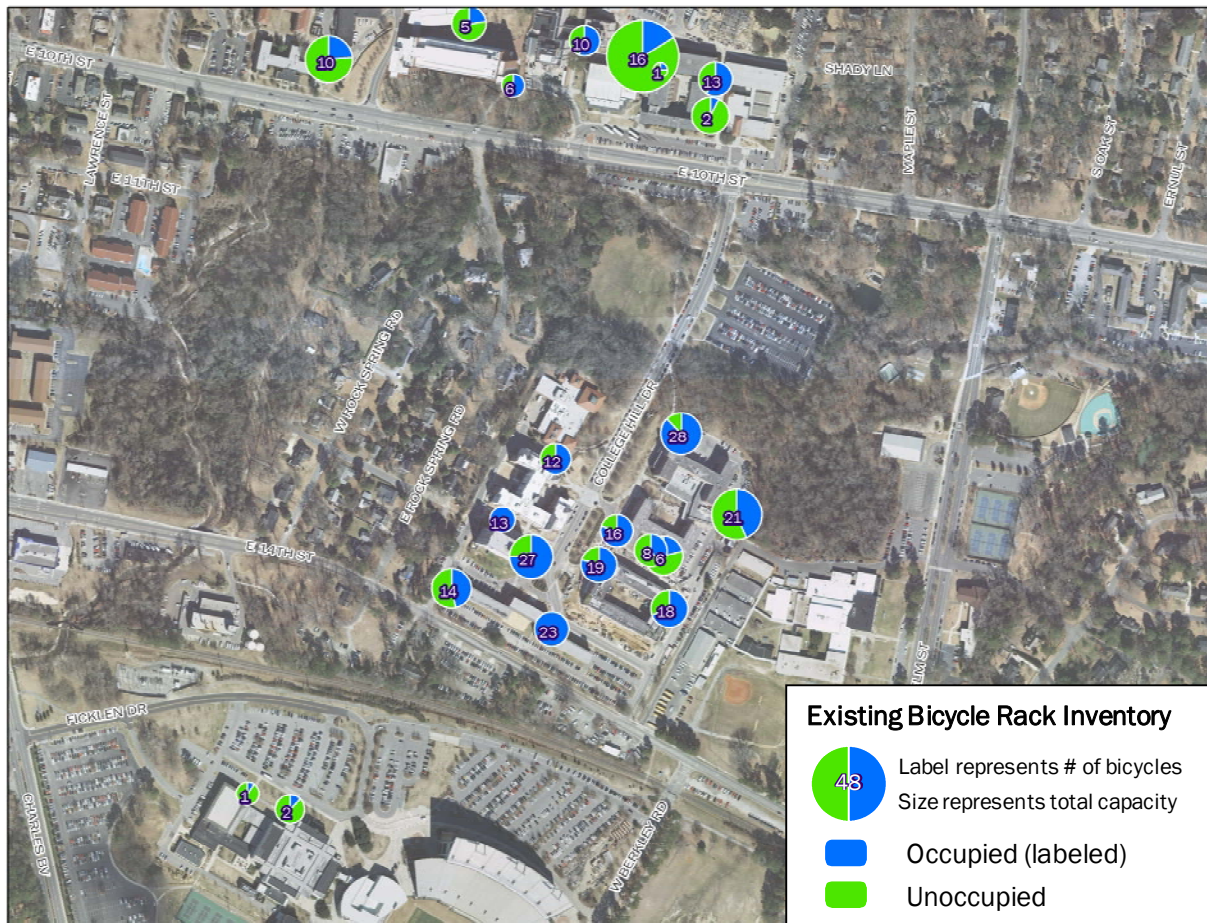 5
10
16
10
E 10TH ST
SHADY LN
1
13
6
2
LAWRENCE ST
MAPLE ST
S OAK ST
ERNUL ST
E 11TH ST
E 10TH ST
W ROCK SPRING RD
COLLEGE HILL DR
E ROCK SPRING RD
28
12
13
21
16
E 14TH ST
27
8
6
19
14
18
23
ELM ST
FICKLEN DR
1
2
CHARLES BV
W BERKLEY RD
Existing Bicycle Rack Inventory
48
Label represents # of bicycles
Size represents total capacity
Occupied (labeled)
Unoccupied